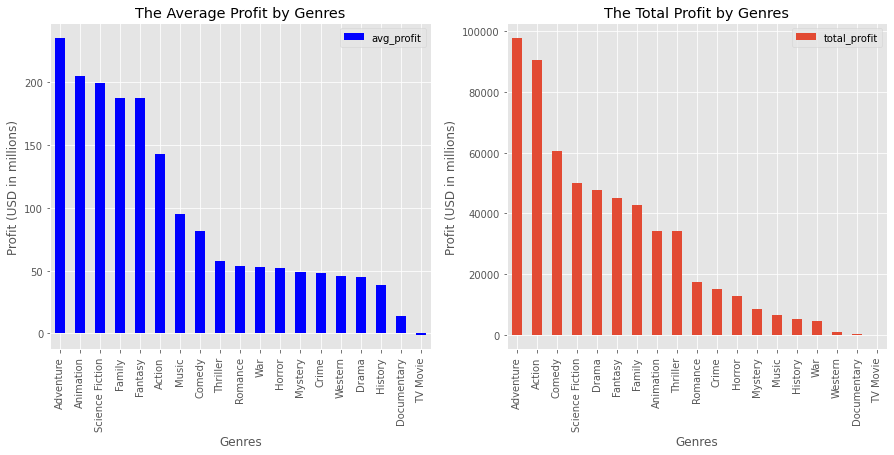 The Average Profit by Genres
avg_profit
Profit (USD in millions)
200
150
100
50
0
Adventure
Animation
Science Fiction
Family
Fantasy
Action
Music
Comedy
Thriller
Romance
War
Horror
Mystery
Crime
Western
Drama
History
Documentary
TV Movie
Genres
The Total Profit by Genres
total_profit
Profit (USD in millions)
100000
80000
60000
40000
20000
0
Adventure
Action
Comedy
Science Fiction
Drama
Fantasy
Family
Animation
Thriller
Romance
Crime
Horror
Mystery
Music
History
War
Western
Documentary
TV Movie
Genres